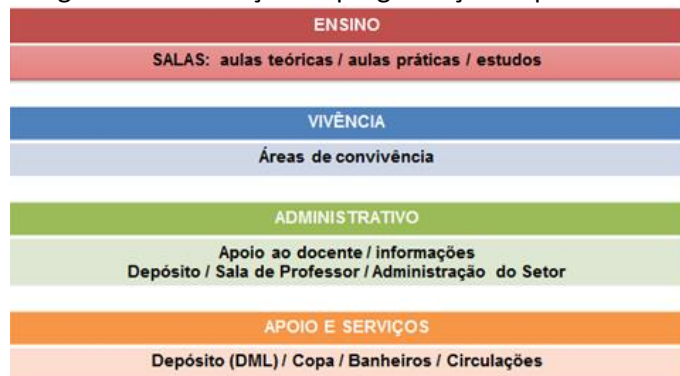 ENSINO
SALAS: aulas teóricas / aulas práticas / estudos
VIVÊNCIA
Áreas de convivência
ADMINISTRATIVO
Apoio ao docente / informações
Depósito / Sala de Professor / Administração do Setor
APOIO E SERVIÇOS
Depósito (DML) / Copa / Banheiros / Circulações